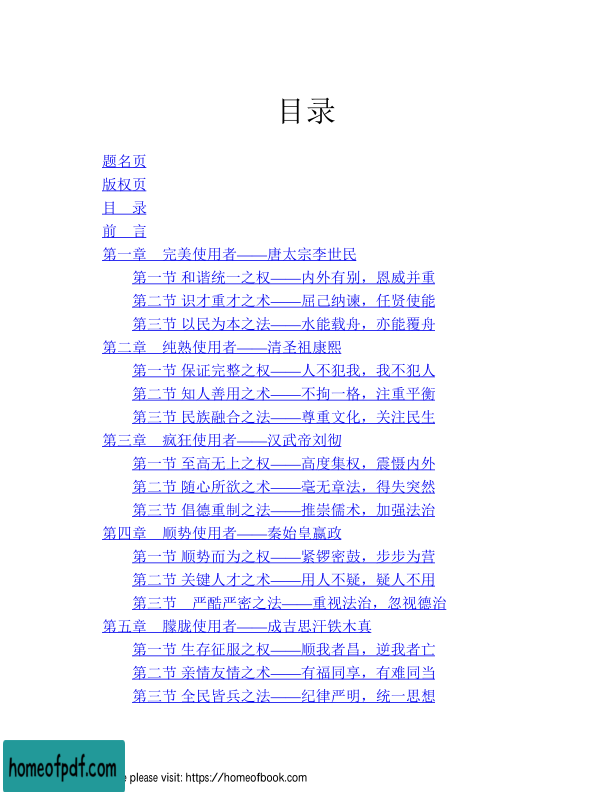 目录
题名页
版权页
目　录
前　言
第一章　完美使用者——唐太宗李世民
第一节 和谐统一之权——内外有别，恩威并重
第二节 识才重才之术——屈己纳谏，任贤使能
第三节 以民为本之法——水能载舟，亦能覆舟
第二章　纯熟使用者——清圣祖康熙
第一节 保证完整之权——人不犯我，我不犯人
第二节 知人善用之术——不拘一格，注重平衡
第三节 民族融合之法——尊重文化，关注民生
第三章　疯狂使用者——汉武帝刘彻
第一节 至高无上之权——高度集权，震慑内外
第二节 随心所欲之术——毫无章法，得失突然
第三节 倡德重制之法——推崇儒术，加强法治
第四章　顺势使用者——秦始皇嬴政
第一节 顺势而为之权——紧锣密鼓，步步为营
第二节 关键人才之术——用人不疑，疑人不用
第三节　严酷严密之法——重视法治，忽视德治
第五章　朦胧使用者——成吉思汗铁木真
第一节 生存征服之权——顺我者昌，逆我者亡
第二节 亲情友情之术——有福同享，有难同当
第三节 全民皆兵之法——纪律严明，统一思想
homeofpdf.com
e please visit: https://homeofbook.com